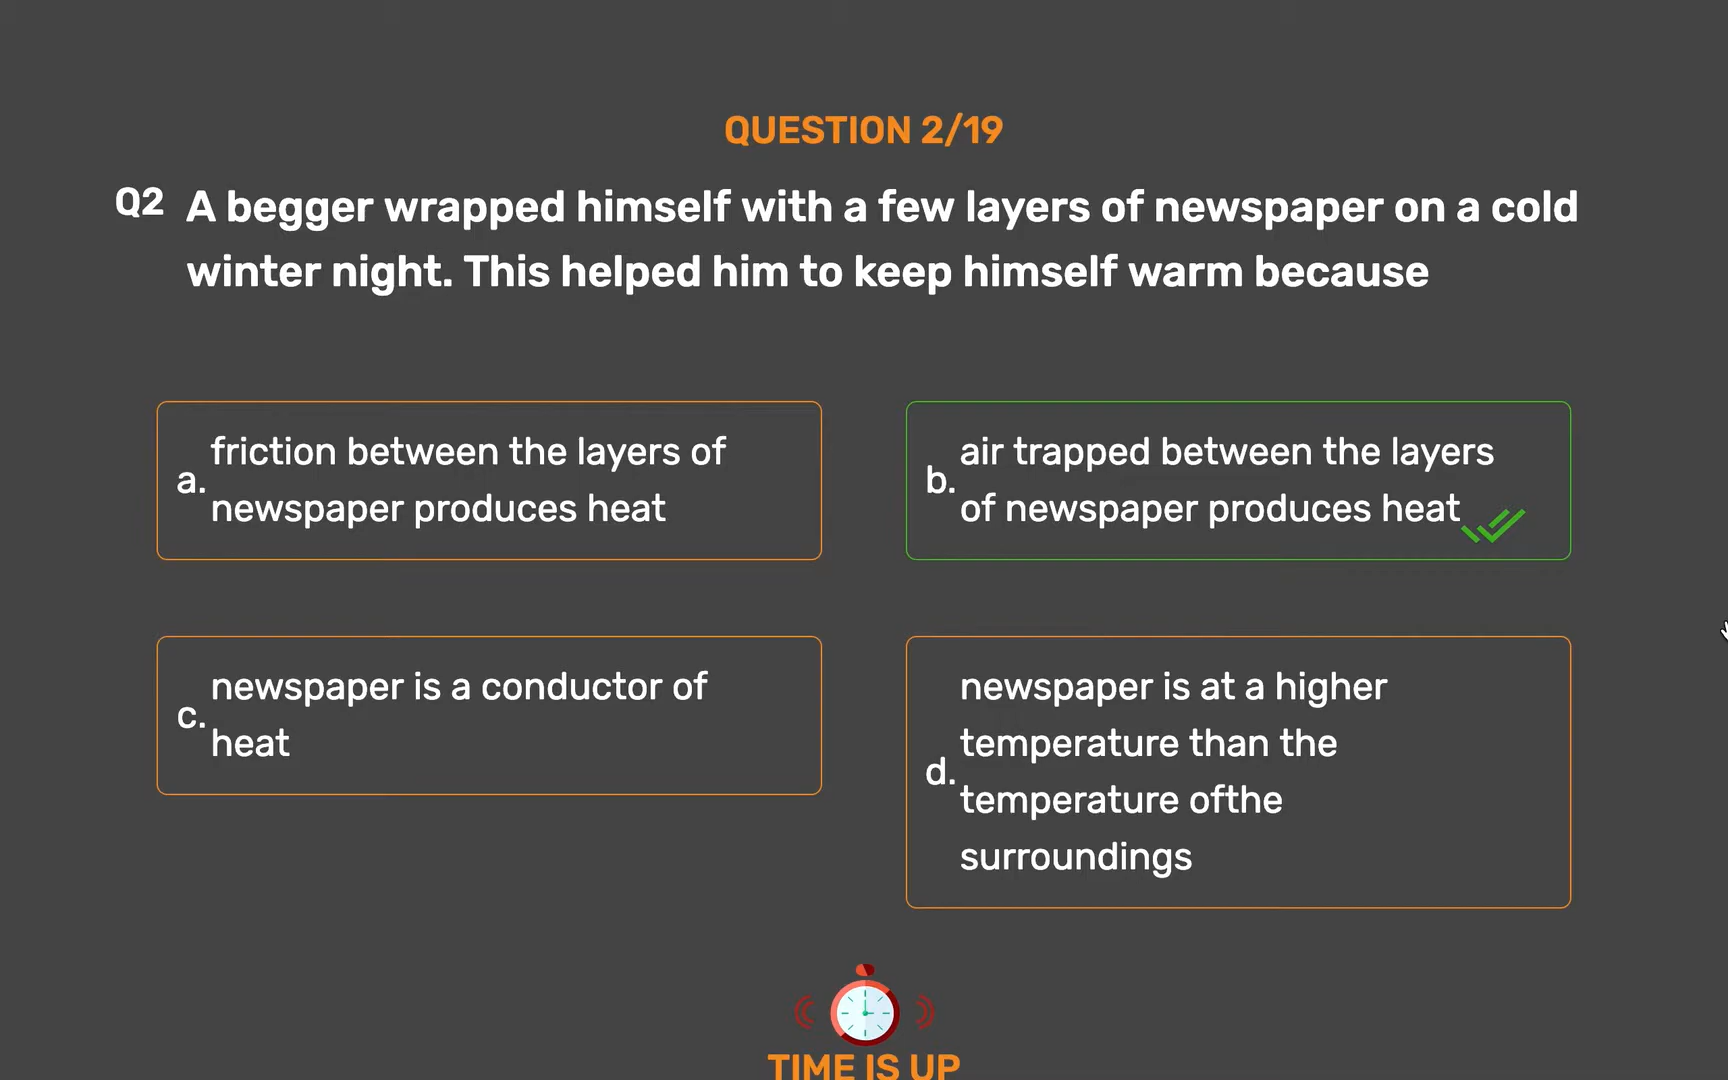 QUESTION 2/19
Q2 A begger wrapped himself with a few layers of newspaper on a cold
winter night. This helped him to keep himself warm because
a. friction between the layers of
newspaper produces heat
b. air trapped between the layers
of newspaper produces heat
c. newspaper is a conductor of
heat
d. newspaper is at a higher
temperature than the
temperature ofthe
surroundings
TIME IS UP